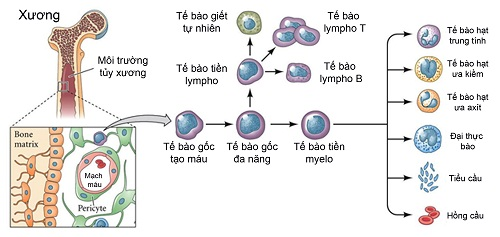 Xương
Môi trường
tủy xương
Bone
matrix
Mạch
máu
Pericyte
Tế bào giết
tự nhiên
Tế bào
lympho T
Tế bào tiền
lympho
Tế bào
lympho B
Tế bào gốc
tạo máu
Tế bào gốc
đa năng
Tế bào tiền
myelo
Tế bào hạt
trung tính
Tế bào hạt
ưa kiềm
Tế bào hạt
ưa axit
Đại thực
bào
Tiểu cầu
Hồng cầu